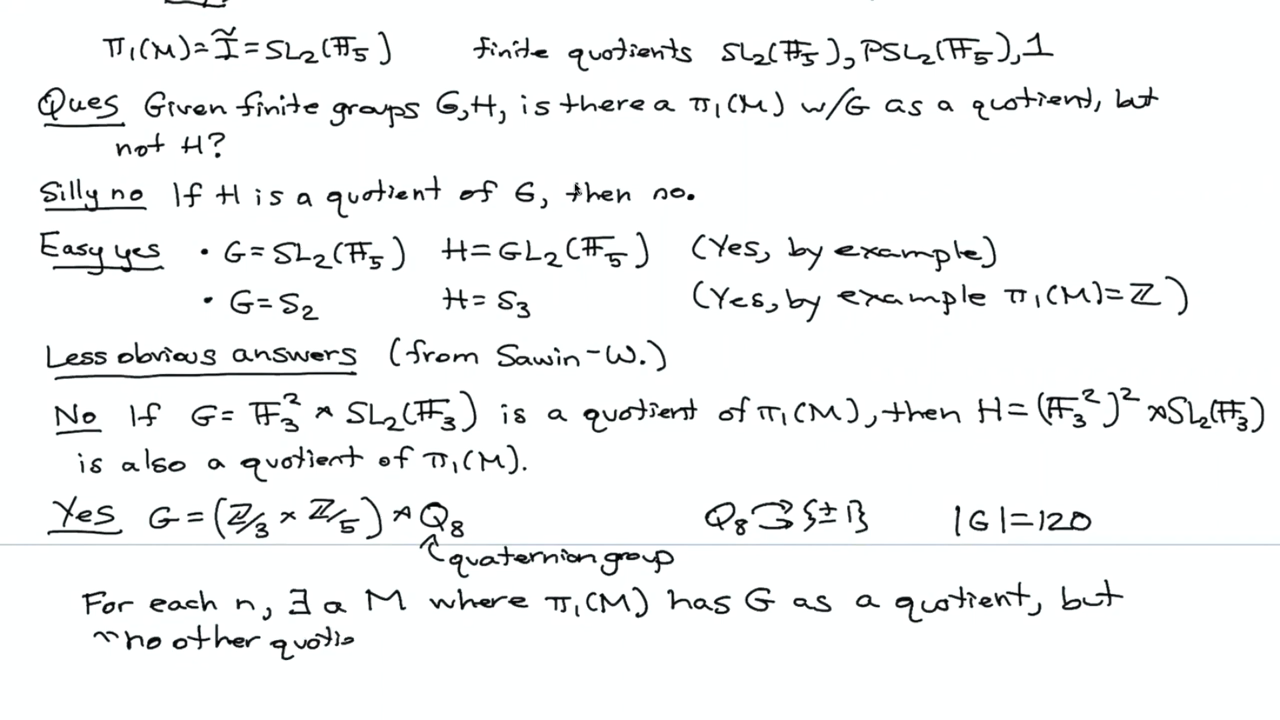 π₁(M)=Ĩ=SL₂(𝔽₅) finite quotients SL₂(𝔽₅), PSL₂(𝔽₅), 1
Ques Given finite groups G,H, is there a π₁(M) w/G as a quotient, but
not H?
Silly no If H is a quotient of G, then no.
Easy yes • G=SL₂(𝔽₅) H=GL₂(𝔽₅) (Yes, by example)
• G=S₂ H=S₃ (Yes, by example π₁(M)=ℤ)
Less obvious answers (from Sawin-W.)
No If G=𝔽₃²⋊SL₂(𝔽₃) is a quotient of π₁(M), then H=(𝔽₃²)²⋊SL₂(𝔽₃)
is also a quotient of π₁(M).
Yes G=(ℤ/3×ℤ/5)⋊Q₈ Q₈ {±1} |G|=120
quaternion group
For each n, ∃ a M where π₁(M) has G as a quotient, but
no other